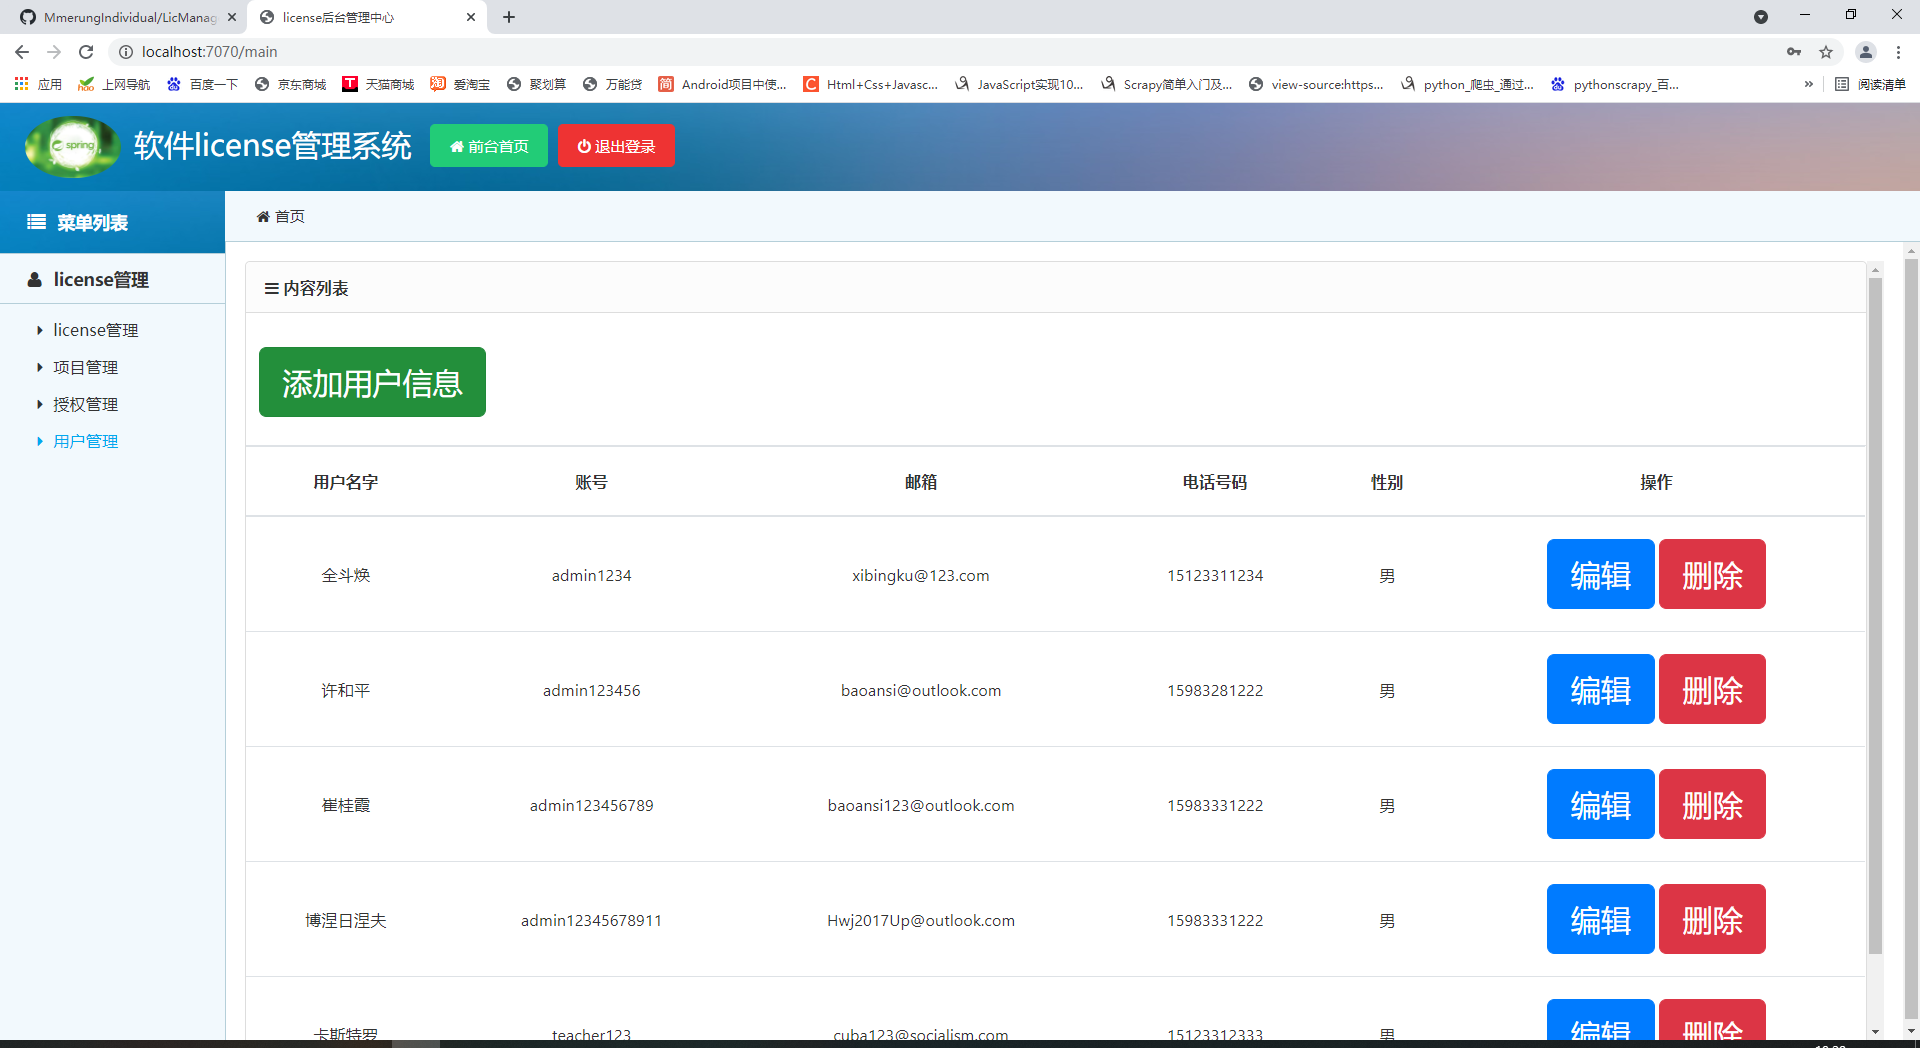 MmerungIndividual/LicManag
license后台管理中心
localhost:7070/main
应用 上网导航 百度一下 京东商城 天猫商城 爱淘宝 聚划算 万能贷 Android项目中使... Html+Css+Javasc... JavaScript实现10... Scrapy简单入门及... view-source:https... python_爬虫_通过... pythonscrapy_百... » 阅读清单
spring 软件license管理系统 前台首页 退出登录
菜单列表
首页
license管理
license管理
项目管理
授权管理
用户管理
内容列表
添加用户信息
用户名字 账号 邮箱 电话号码 性别 操作
全斗焕 admin1234 xibingku@123.com 15123311234 男 编辑 删除
许和平 admin123456 baoansi@outlook.com 15983281222 男 编辑 删除
崔桂霞 admin123456789 baoansi123@outlook.com 15983331222 男 编辑 删除
博涅日涅夫 admin12345678911 Hwj2017Up@outlook.com 15983331222 男 编辑 删除
卡斯特罗 teacher123 cuba123@socialism.com 15123312333 男 编辑 删除